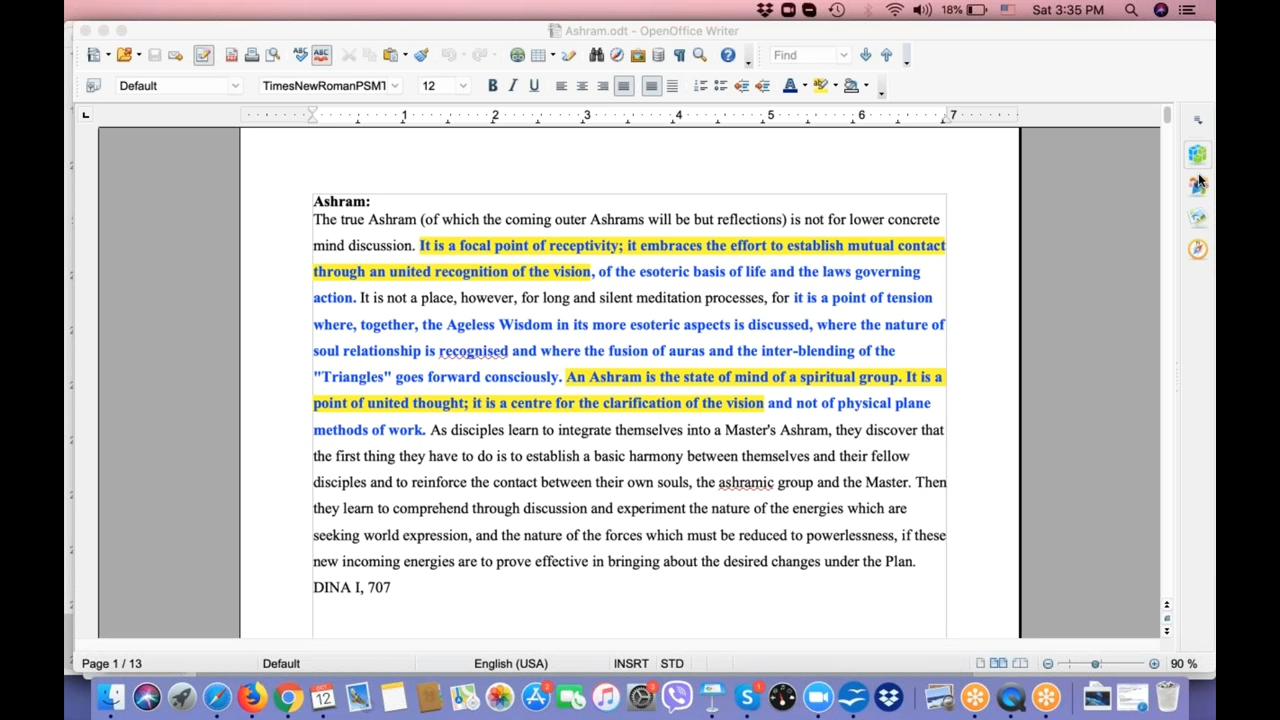 18%
Sat 3:35 PM
Ashram.odt - OpenOffice Writer
Find
Default
TimesNewRomanPSMT
12
B I U
1 2 3 4 5 6 7
Ashram:
The true Ashram (of which the coming outer Ashrams will be but reflections) is not for lower concrete
mind discussion. It is a focal point of receptivity; it embraces the effort to establish mutual contact
through an united recognition of the vision, of the esoteric basis of life and the laws governing
action. It is not a place, however, for long and silent meditation processes, for it is a point of tension
where, together, the Ageless Wisdom in its more esoteric aspects is discussed, where the nature of
soul relationship is recognised and where the fusion of auras and the inter-blending of the
"Triangles" goes forward consciously. An Ashram is the state of mind of a spiritual group. It is a
point of united thought; it is a centre for the clarification of the vision and not of physical plane
methods of work. As disciples learn to integrate themselves into a Master's Ashram, they discover that
the first thing they have to do is to establish a basic harmony between themselves and their fellow
disciples and to reinforce the contact between their own souls, the ashramic group and the Master. Then
they learn to comprehend through discussion and experiment the nature of the energies which are
seeking world expression, and the nature of the forces which must be reduced to powerlessness, if these
new incoming energies are to prove effective in bringing about the desired changes under the Plan.
DINA I, 707
Page 1 / 13
Default
English (USA)
INSRT
STD
90 %
12